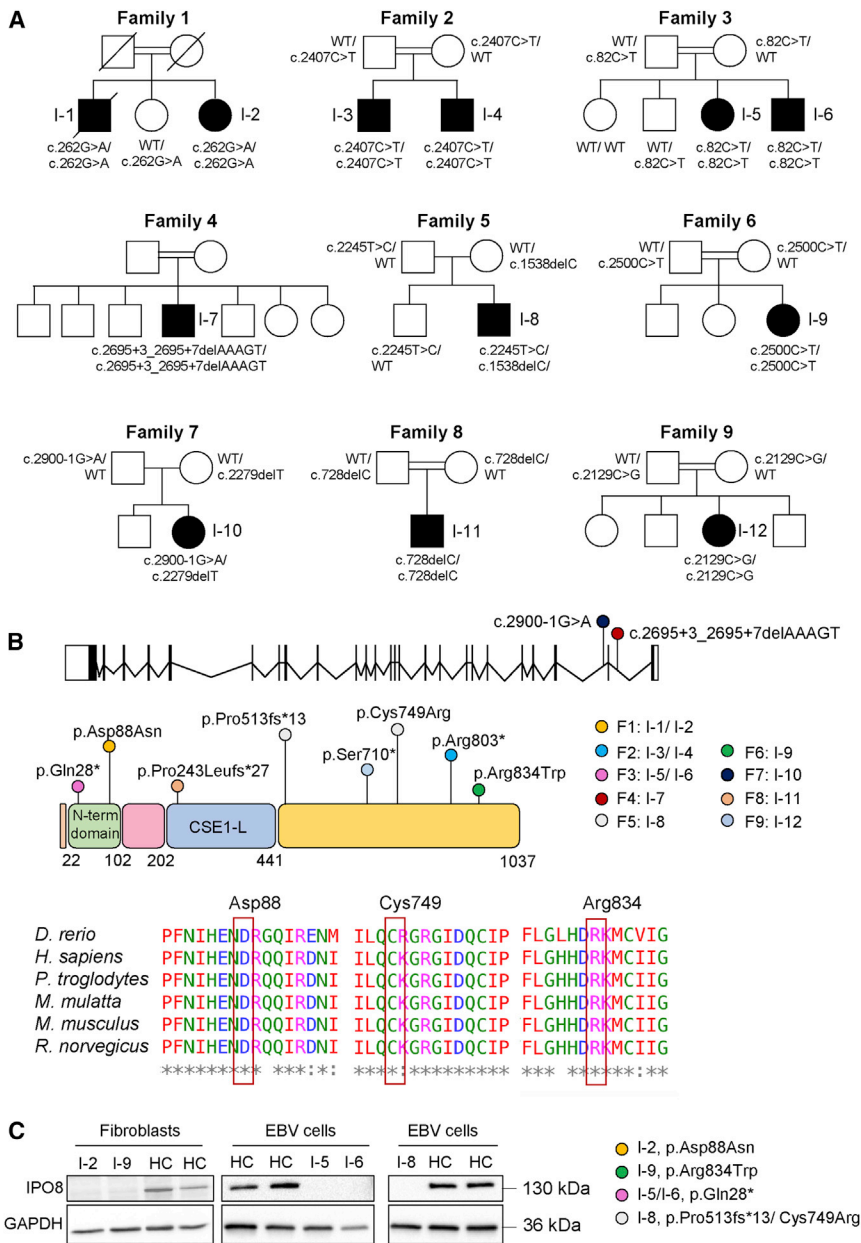 A
Family 1
I-1
I-2
c.262G>A/
c.262G>A
WT/
c.262G>A
c.262G>A/
c.262G>A
Family 2
WT/
c.2407C>T
c.2407C>T/
WT
I-3
I-4
c.2407C>T/
c.2407C>T
c.2407C>T/
c.2407C>T
Family 3
WT/
c.82C>T
c.82C>T/
WT
I-5
I-6
WT/ WT
WT/
c.82C>T
c.82C>T/
c.82C>T
c.82C>T/
c.82C>T
Family 4
I-7
c.2695+3_2695+7delAAAGT/
c.2695+3_2695+7delAAAGT
Family 5
c.2245T>C/
WT
WT/
c.1538delC
I-8
c.2245T>C/
WT
c.2245T>C/
c.1538delC/
Family 6
WT/
c.2500C>T
c.2500C>T/
WT
I-9
c.2500C>T/
c.2500C>T
Family 7
c.2900-1G>A/
WT
WT/
c.2279delT
I-10
c.2900-1G>A/
c.2279delT
Family 8
WT/
c.728delC
c.728delC/
WT
I-11
c.728delC/
c.728delC
Family 9
WT/
c.2129C>G
c.2129C>G/
WT
I-12
c.2129C>G/
c.2129C>G
B
c.2900-1G>A
c.2695+3_2695+7delAAAGT
p.Gln28*
p.Asp88Asn
p.Pro243Leufs*27
p.Pro513fs*13
p.Ser710*
p.Cys749Arg
p.Arg803*
p.Arg834Trp
N-term
domain
CSE1-L
22 102 202 441 1037
F1: I-1/ I-2
F2: I-3/ I-4
F3: I-5/ I-6
F4: I-7
F5: I-8
F6: I-9
F7: I-10
F8: I-11
F9: I-12
Asp88 Cys749 Arg834
D. rerio PFNIHENDRGQIRENM ILQCRGRGIDQCIP FLGLHDRKMCVIG
H. sapiens PFNIHENDRQQIRDNI ILQCKGRGIDQCIP FLGHHDRKMCIIG
P. troglodytes PFNIHENDRQQIRDNI ILQCKGRGIDQCIP FLGHHDRKMCIIG
M. mulatta PFNIHENDRQQIRDNI ILQCKGRGIDQCIP FLGHHDRKMCIIG
M. musculus PFNIHENDRQQIRDNI ILQCKGRGIDQCIP FLGHHDRKMCIIG
R. norvegicus PFNIHENDRQQIRDNI ILQCKGRGIDQCIP FLGHHDRKMCIIG
********* ***:*: ****:********* *** ******:**
C
Fibroblasts
I-2 I-9 HC HC
EBV cells
HC HC I-5 I-6
EBV cells
I-8 HC HC
IPO8
130 kDa
GAPDH
36 kDa
I-2, p.Asp88Asn
I-9, p.Arg834Trp
I-5/I-6, p.Gln28*
I-8, p.Pro513fs*13/ Cys749Arg